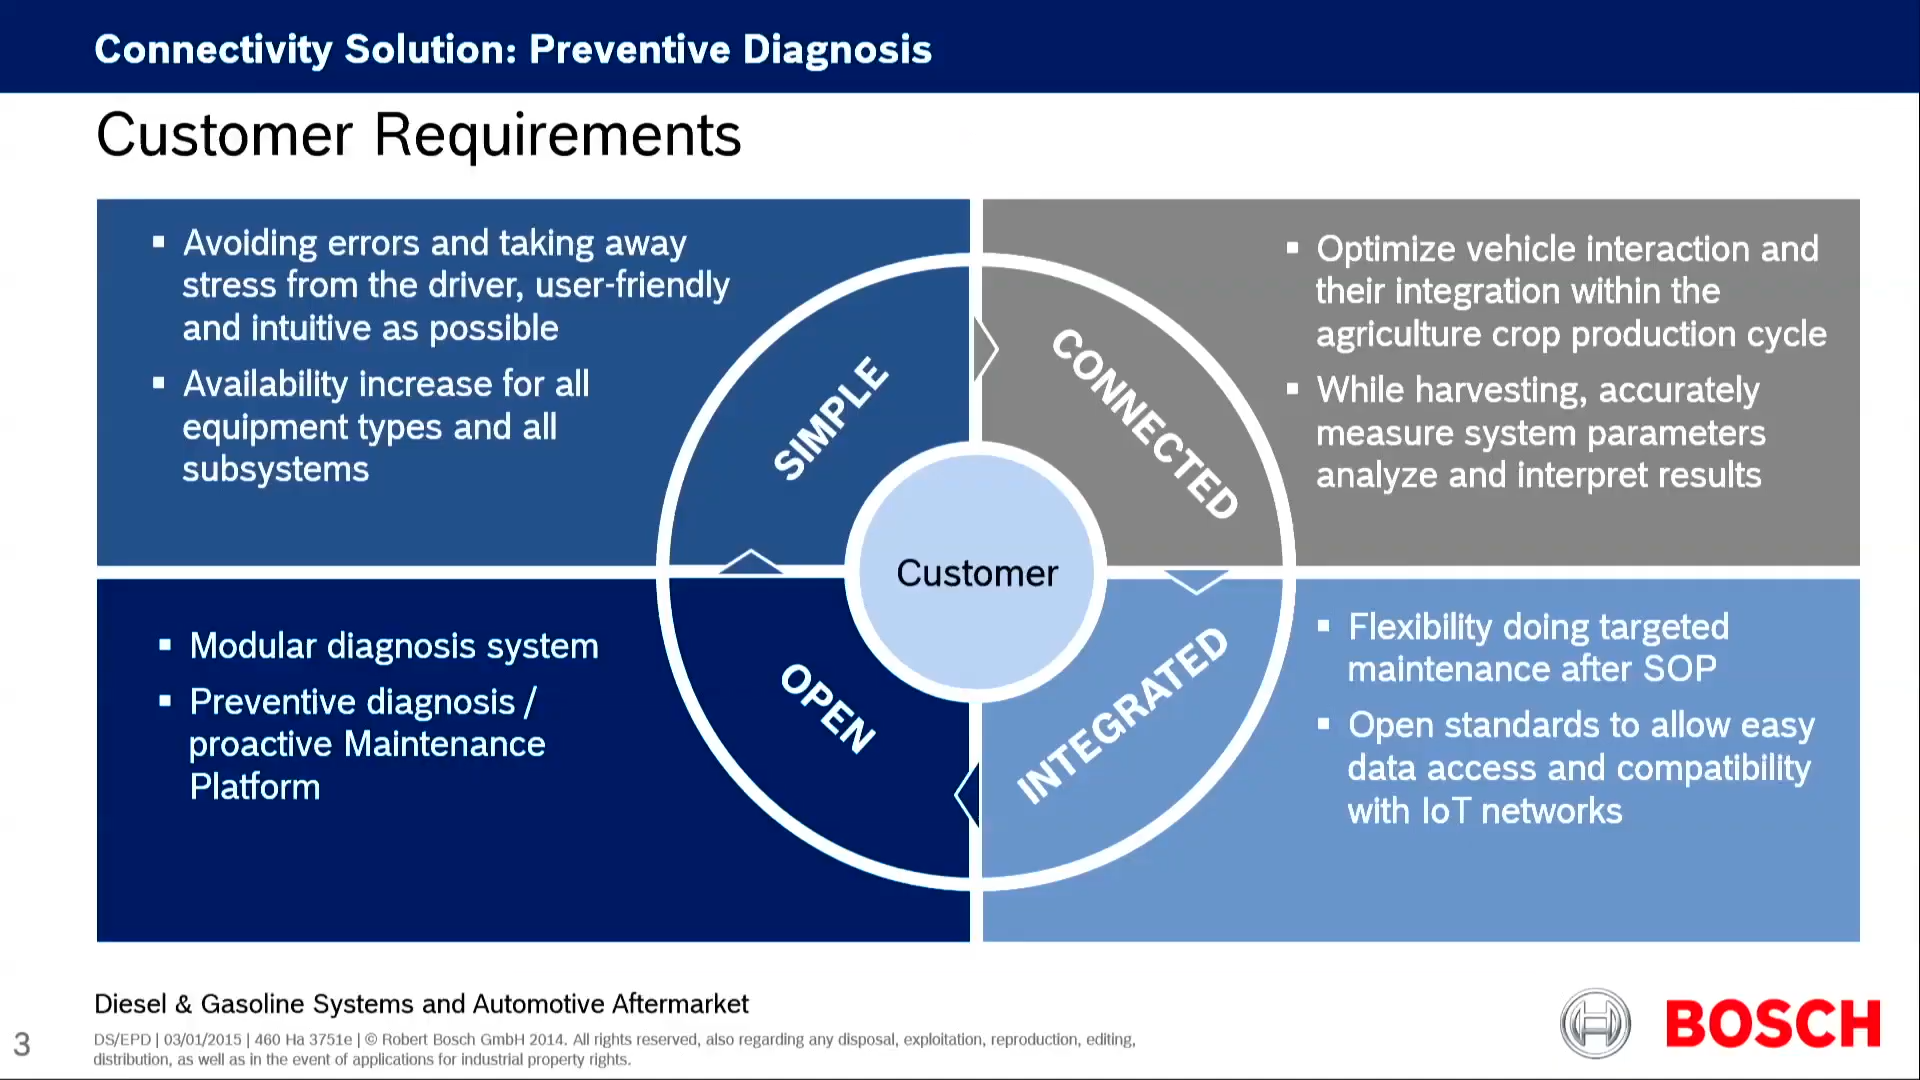 Connectivity Solution: Preventive Diagnosis
Customer Requirements
▪ Avoiding errors and taking away
stress from the driver, user-friendly
and intuitive as possible
▪ Availability increase for all
equipment types and all
subsystems
SIMPLE
CONNECTED
▪ Optimize vehicle interaction and
their integration within the
agriculture crop production cycle
▪ While harvesting, accurately
measure system parameters
analyze and interpret results
Customer
▪ Modular diagnosis system
▪ Preventive diagnosis /
proactive Maintenance
Platform
OPEN
INTEGRATED
▪ Flexibility doing targeted
maintenance after SOP
▪ Open standards to allow easy
data access and compatibility
with IoT networks
Diesel & Gasoline Systems and Automotive Aftermarket
3
DS/EPD | 03/01/2015 | 460 Ha 3751e | © Robert Bosch GmbH 2014. All rights reserved, also regarding any disposal, exploitation, reproduction, editing,
distribution, as well as in the event of applications for industrial property rights.
BOSCH